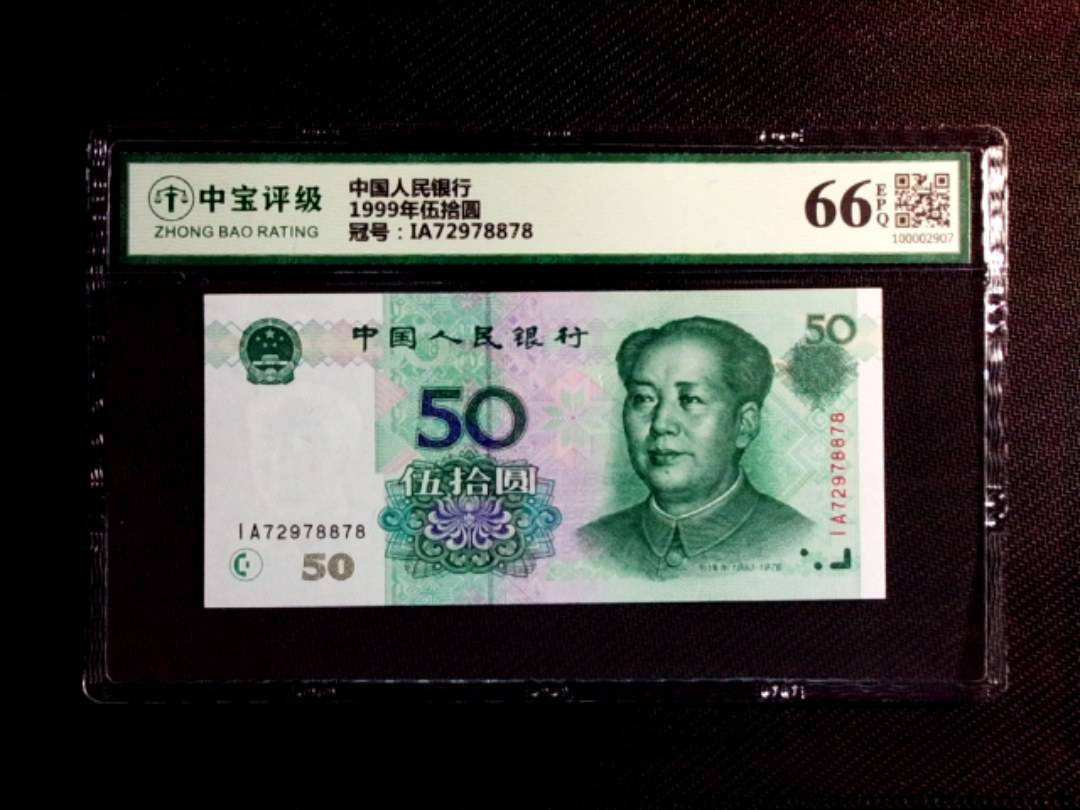 中宝评级
ZHONG BAO RATING
中国人民银行
1999年伍拾圆
冠号：IA72978878
66
EPQ
100002907
中国人民银行
50
50
伍拾圆
IA72978878
50
IA72978878